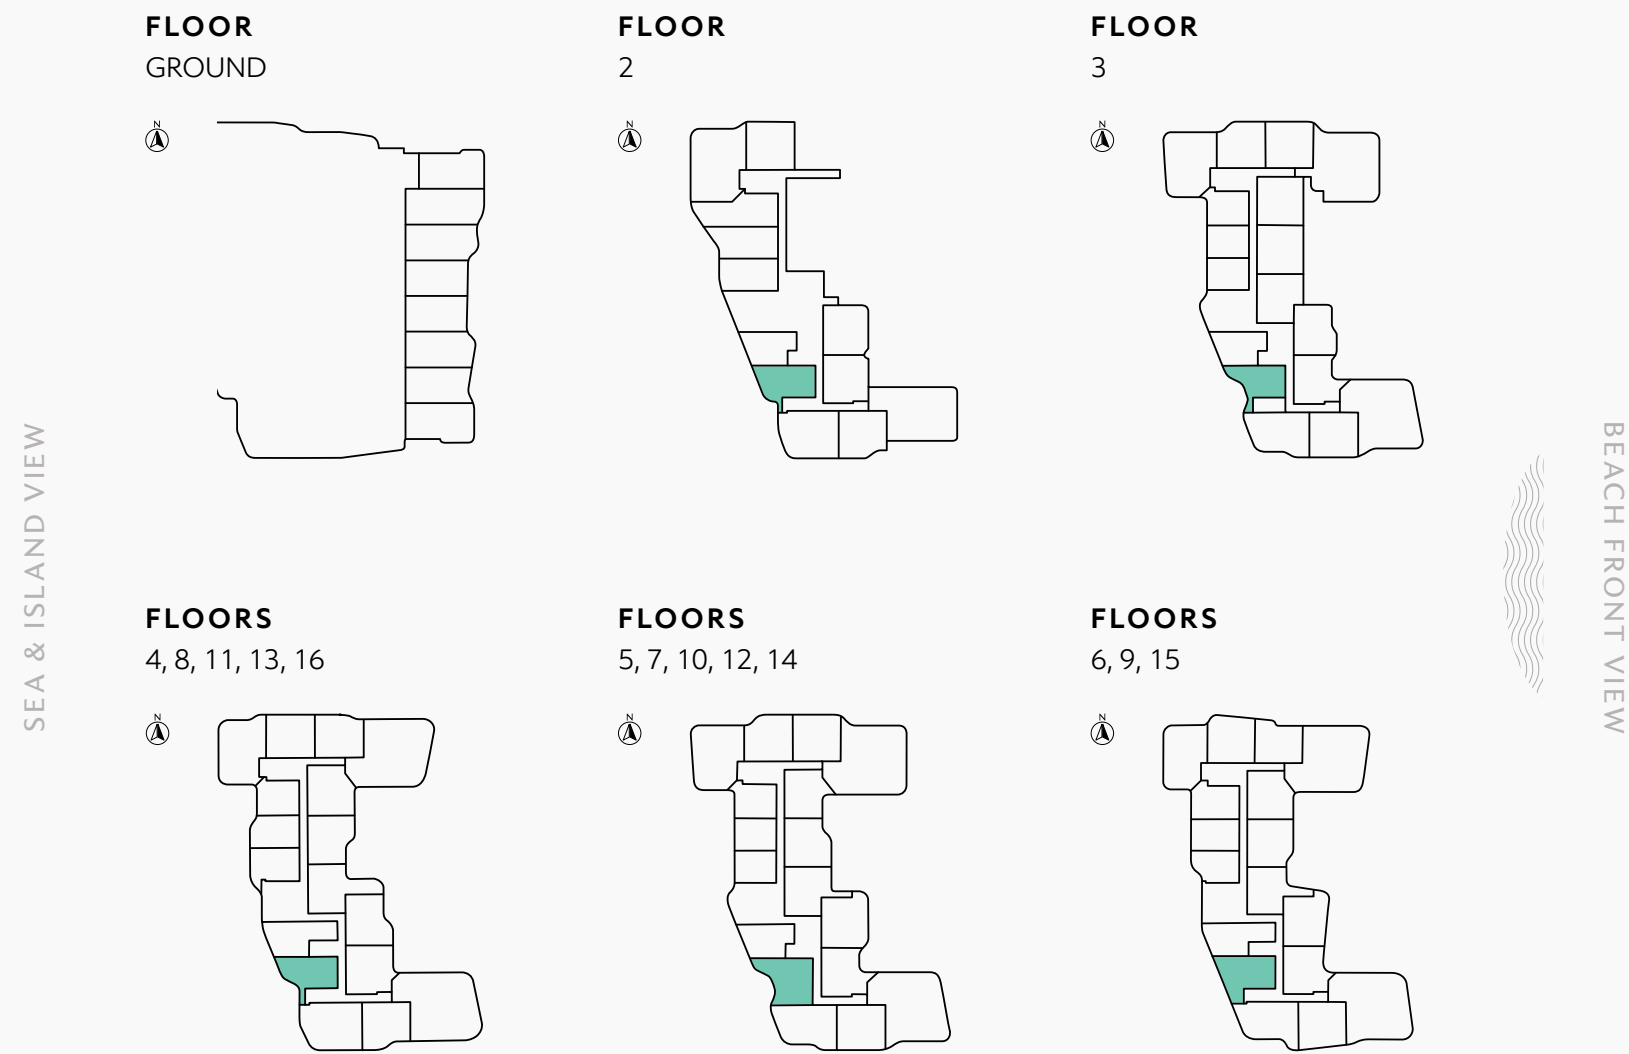 FLOOR
GROUND
FLOOR
2
FLOOR
3
N
N
N
SEA & ISLAND VIEW
BEACH FRONT VIEW
FLOORS
4, 8, 11, 13, 16
FLOORS
5, 7, 10, 12, 14
FLOORS
6, 9, 15
N
N
N